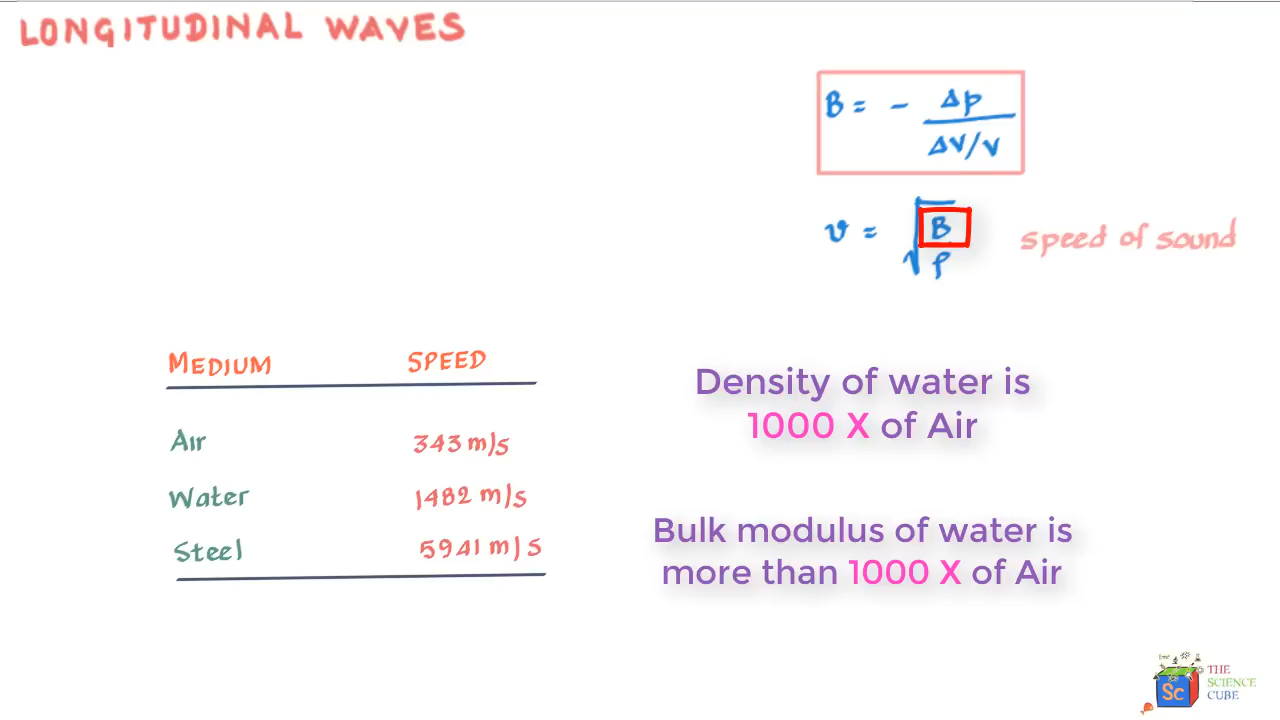 LONGITUDINAL WAVES
B = - Δp
ΔV/V
v = √B
ρ
speed of sound
MEDIUM SPEED
Air 343 m/s
Water 1482 m/s
Steel 5941 m/s
Density of water is
1000 X of Air
Bulk modulus of water is
more than 1000 X of Air
Sc
THE
SCIENCE
CUBE